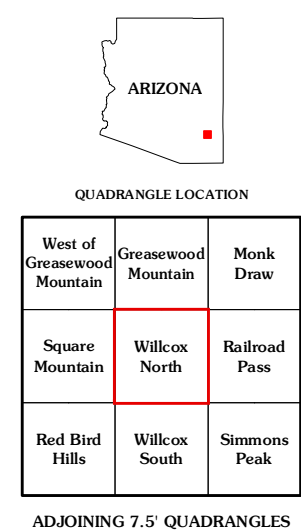 ARIZONA
QUADRANGLE LOCATION
West of
Greasewood
Mountain
Greasewood
Mountain
Monk
Draw
Square
Mountain
Willcox
North
Railroad
Pass
Red Bird
Hills
Willcox
South
Simmons
Peak
ADJOINING 7.5' QUADRANGLES